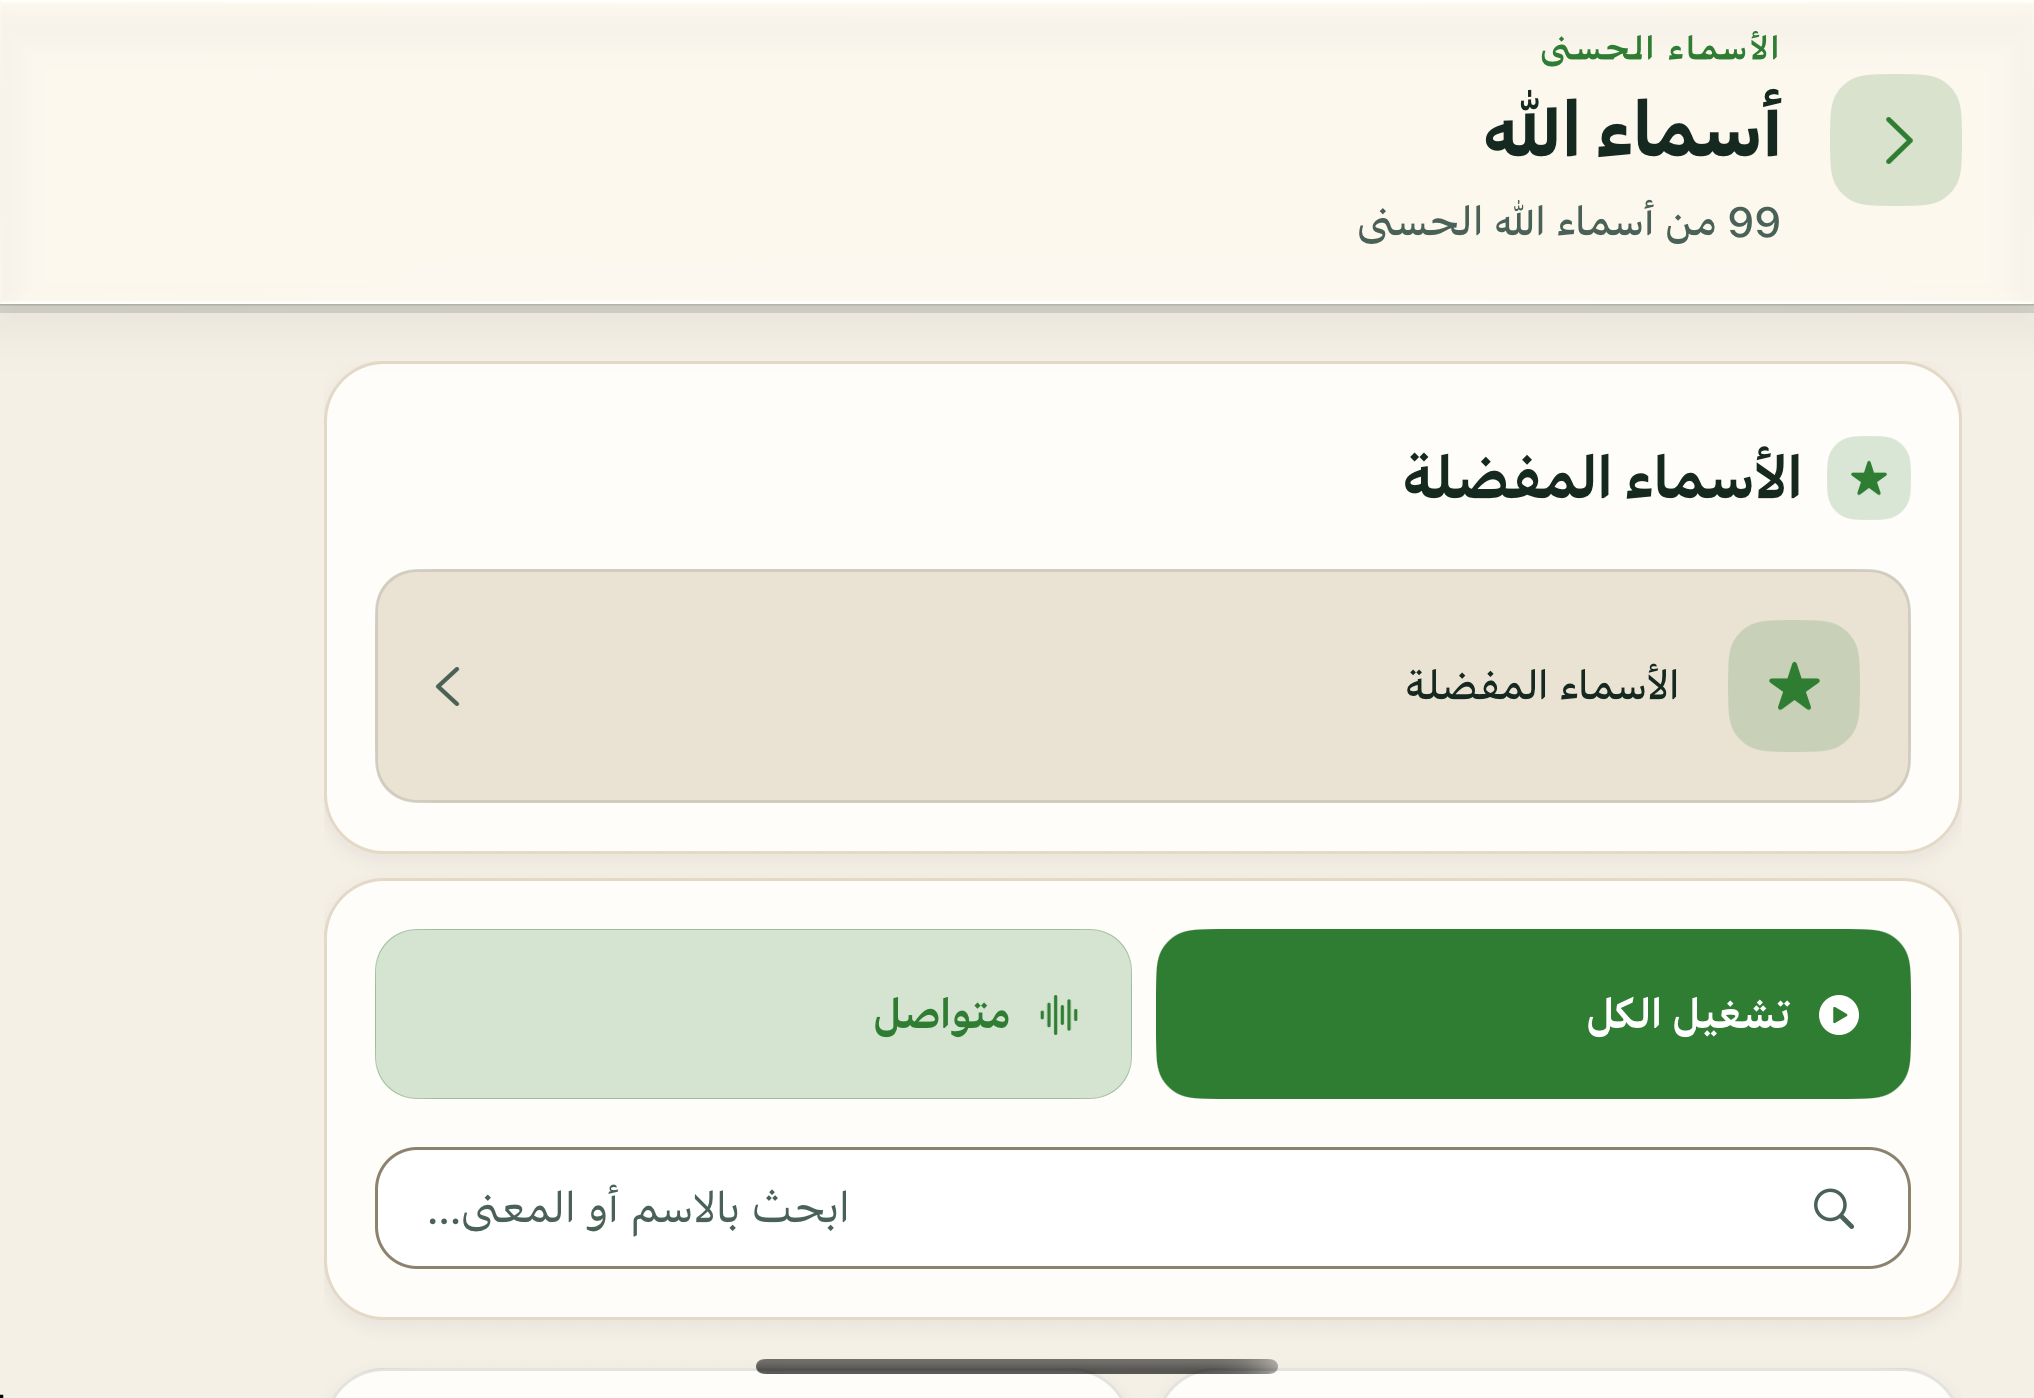 الأسماء الحسنى
أسماء الله
99 من أسماء الله الحسنى
الأسماء المفضلة
الأسماء المفضلة
تشغيل الكل
متواصل
ابحث بالاسم أو المعنى...